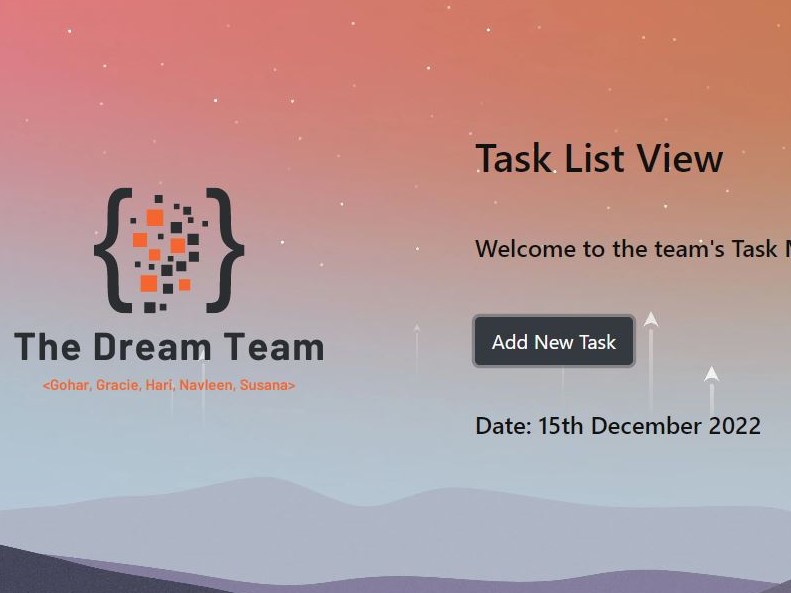 Task List View
Welcome to the team's Task
Add New Task
Date: 15th December 2022
The Dream Team
<Gohar, Gracie, Hari, Navleen, Susana>